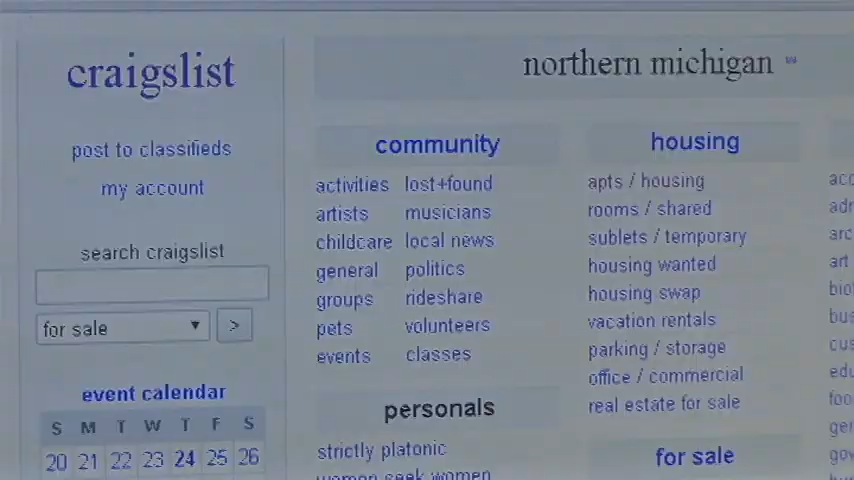 craigslist
post to classifieds
my account
search craigslist
for sale
>
event calendar
S M T W T F S
20 21 22 23 24 25 26
northern michigan
community
activities lost+found
artists musicians
childcare local news
general politics
groups rideshare
pets volunteers
events classes
personals
strictly platonic
women seek women
housing
apts / housing
rooms / shared
sublets / temporary
housing wanted
housing swap
vacation rentals
parking / storage
office / commercial
real estate for sale
for sale